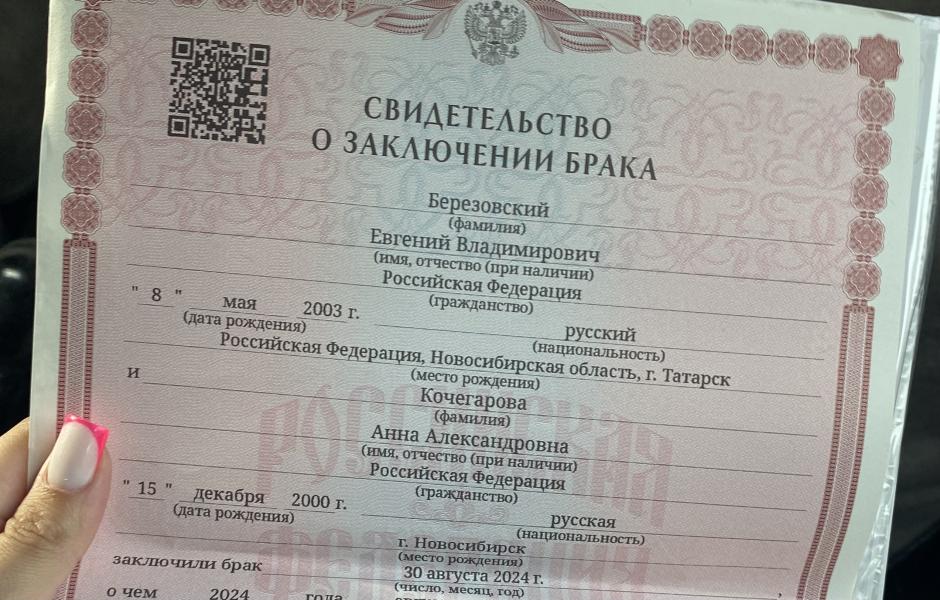 СВИДЕТЕЛЬСТВО
О ЗАКЛЮЧЕНИИ БРАКА
Березовский
(фамилия)
Евгений Владимирович
(имя, отчество (при наличии)
Российская Федерация
(гражданство)
" 8 " мая 2003 г. русский
(дата рождения) (национальность)
Российская Федерация, Новосибирская область, г. Татарск
(место рождения)
и Кочегарова
(фамилия)
Анна Александровна
(имя, отчество (при наличии)
Российская Федерация
(гражданство)
" 15 " декабря 2000 г. русская
(дата рождения) (национальность)
г. Новосибирск
(место рождения)
заключили брак 30 августа 2024 г. ,
(число, месяц, год)
о чем 2024 года